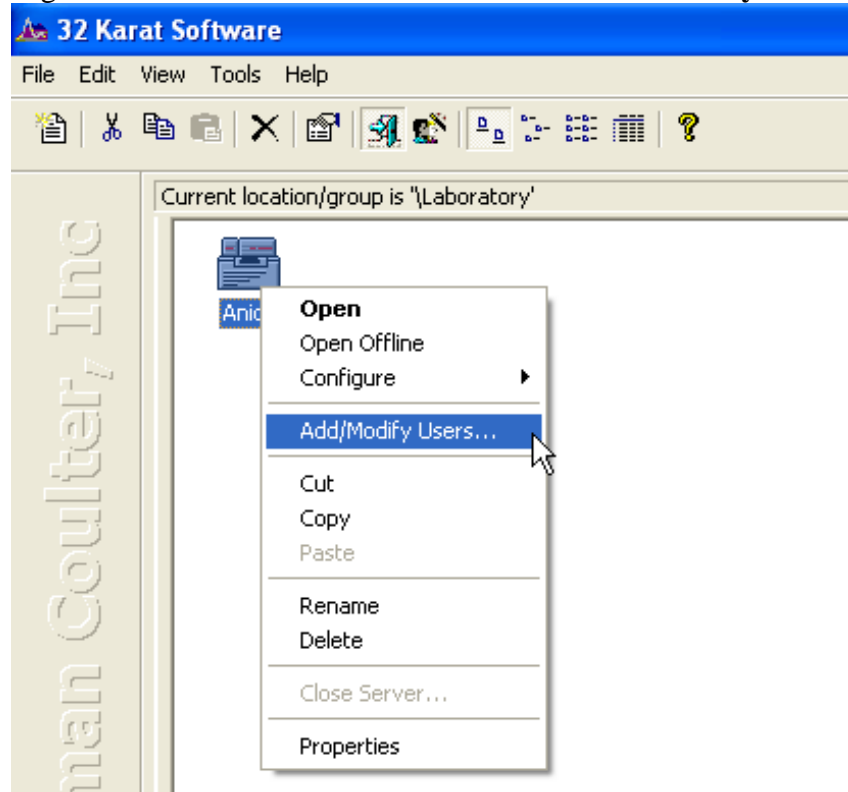 32 Karat Software
File Edit View Tools Help
Current location/group is '\Laboratory'
Open
Anio
Open Offline
Configure
Add/Modify Users...
Cut
Copy
Paste
Rename
Delete
Close Server...
Properties
man Coulter, Inc